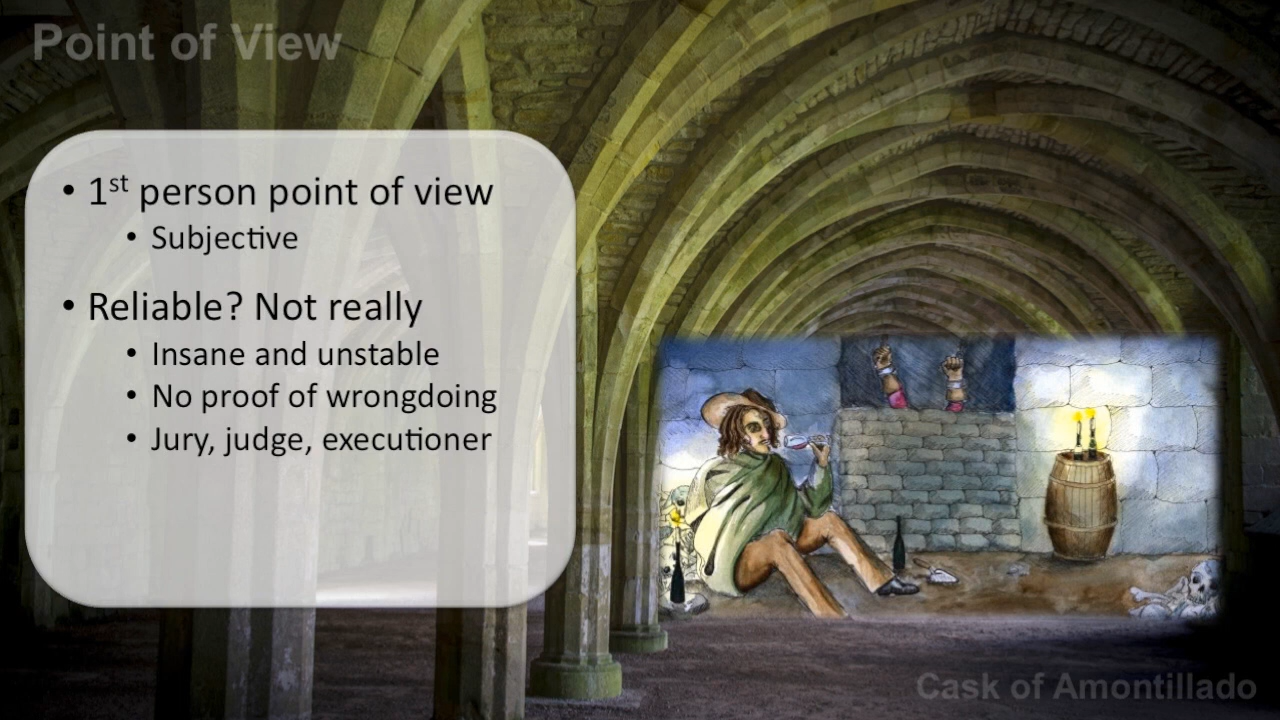 Point of View
• 1st person point of view
• Subjective
• Reliable? Not really
• Insane and unstable
• No proof of wrongdoing
• Jury, judge, executioner
Cask of Amontillado